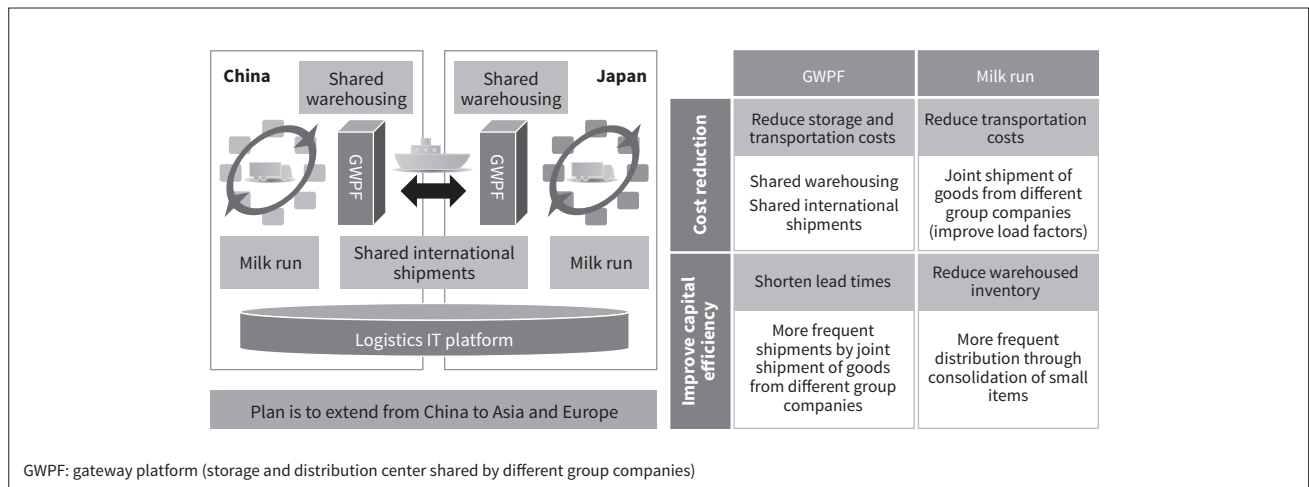 China
Shared
warehousing
Shared
warehousing
Japan
GWPF
GWPF
Milk run
Shared international
shipments
Milk run
Logistics IT platform
Plan is to extend from China to Asia and Europe
GWPF
Milk run
Cost reduction
Reduce storage and
transportation costs
Reduce transportation
costs
Shared warehousing
Shared international
shipments
Joint shipment of
goods from different
group companies
(improve load factors)
Improve capital
efficiency
Shorten lead times
Reduce warehoused
inventory
More frequent
shipments by joint
shipment of goods
from different group
companies
More frequent
distribution through
consolidation of small
items
GWPF: gateway platform (storage and distribution center shared by different group companies)